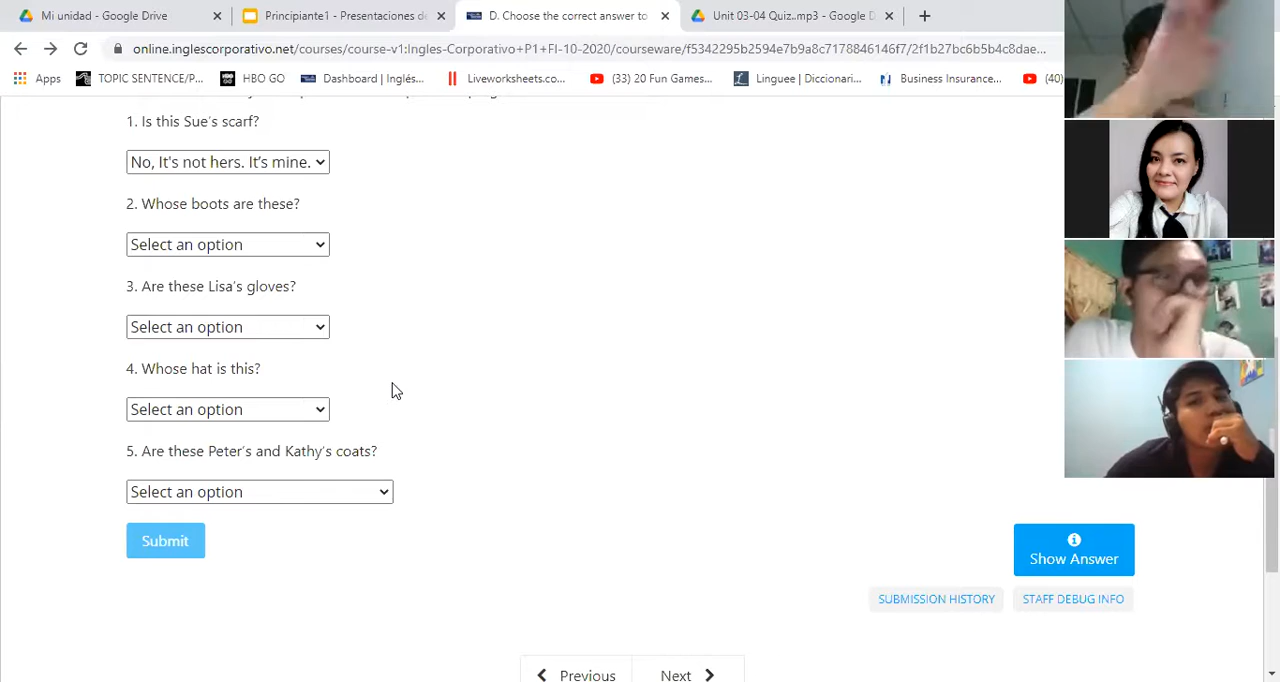 Mi unidad - Google Drive
Principiante1 - Presentaciones de
D. Choose the correct answer to
Unit 03-04 Quiz..mp3 - Google D
online.inglescorporativo.net/courses/course-v1:Ingles-Corporativo+P1+FI-10-2020/courseware/f5342295b2594e7b9a8c7178846146f7/2f1b27bc6b5b4c8dae...
Apps
TOPIC SENTENCE/P...
HBO GO
Dashboard | Inglés...
Liveworksheets.co...
(33) 20 Fun Games...
Linguee | Diccionari...
Business Insurance...
(40)
1. Is this Sue's scarf?
No, It's not hers. It's mine.
2. Whose boots are these?
Select an option
3. Are these Lisa's gloves?
Select an option
4. Whose hat is this?
Select an option
5. Are these Peter's and Kathy's coats?
Select an option
Submit
Show Answer
SUBMISSION HISTORY
STAFF DEBUG INFO
Previous
Next